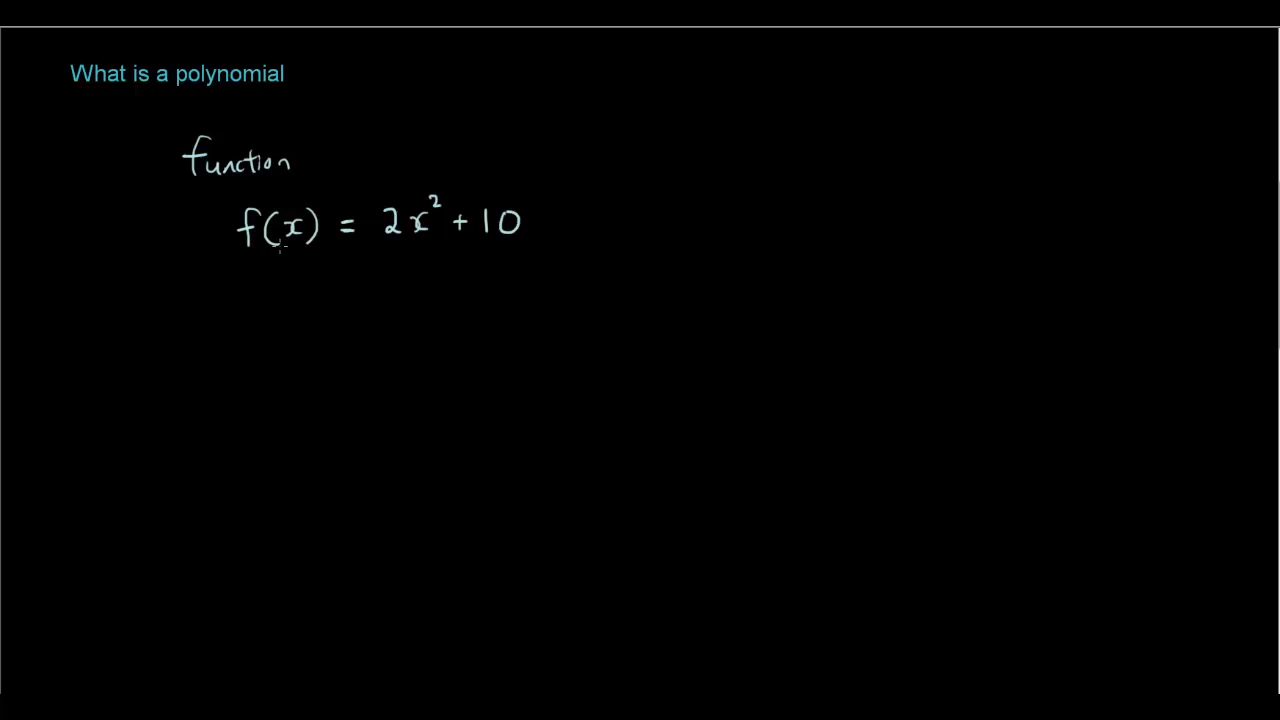 What is a polynomial
function
f(x) = 2x² + 10